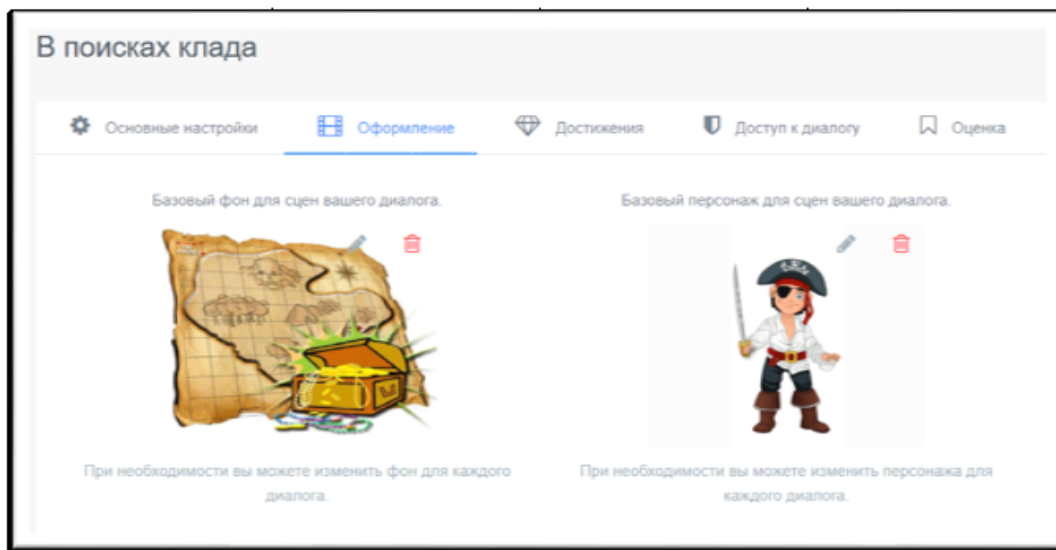 В поисках клада
Основные настройки
Оформление
Достижения
Доступ к диалогу
Оценка
Базовый фон для сцен вашего диалога.
Базовый персонаж для сцен вашего диалога.
При необходимости вы можете изменить фон для каждого
диалога.
При необходимости вы можете изменить персонажа для
каждого диалога.